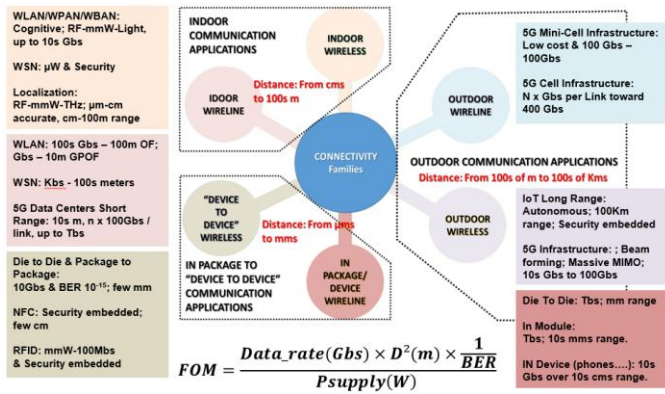 WLAN/WPAN/WBAN:
Cognitive; RF-mmW-Light,
up to 10s Gbs
WSN: µW & Security
Localization:
RF-mmW-THz; µm-cm
accurate, cm-100m range
WLAN: 100s Gbs – 100m OF;
Gbs – 10m GPOF
WSN: Kbs - 100s meters
5G Data Centers Short
Range: 10s m, n x 100Gbs /
link, up to Tbs
Die to Die & Package to
Package:
10Gbs & BER 10-15; few mm
NFC: Security embedded;
few cm
RFID: mmW-100Mbs
& Security embedded
INDOOR
COMMUNICATION
APPLICATIONS
INDOOR
WIRELESS
Distance: From cms
to 100s m
IDOOR
WIRELINE
CONNECTIVITY
Families
"DEVICE
TO
DEVICE"
WIRELESS
Distance: From µms
to mms
IN PACKAGE TO
"DEVICE TO DEVICE"
COMMUNICATION
APPLICATIONS
IN
PACKAGE/
DEVICE
WIRELINE
OUTDOOR
WIRELINE
OUTDOOR COMMUNICATION APPLICATIONS
Distance: From 100s of m to 100s of Kms
OUTDOOR
WIRELESS
5G Mini-Cell Infrastructure:
Low cost & 100 Gbs –
100Gbs
5G Cell Infrastructure:
N x Gbs per Link toward
400 Gbs
IoT Long Range:
Autonomous; 100Km
range; Security embedded
5G Infrastructure: ; Beam
forming; Massive MIMO;
10s Gbs to 100Gbs
Die To Die: Tbs; mm range
In Module:
Tbs; 10s mms range.
IN Device (phones....): 10s
Gbs over 10s cms range.
FOM = Data_rate(Gbs) × D²(m) × 1/BER
Psupply(W)